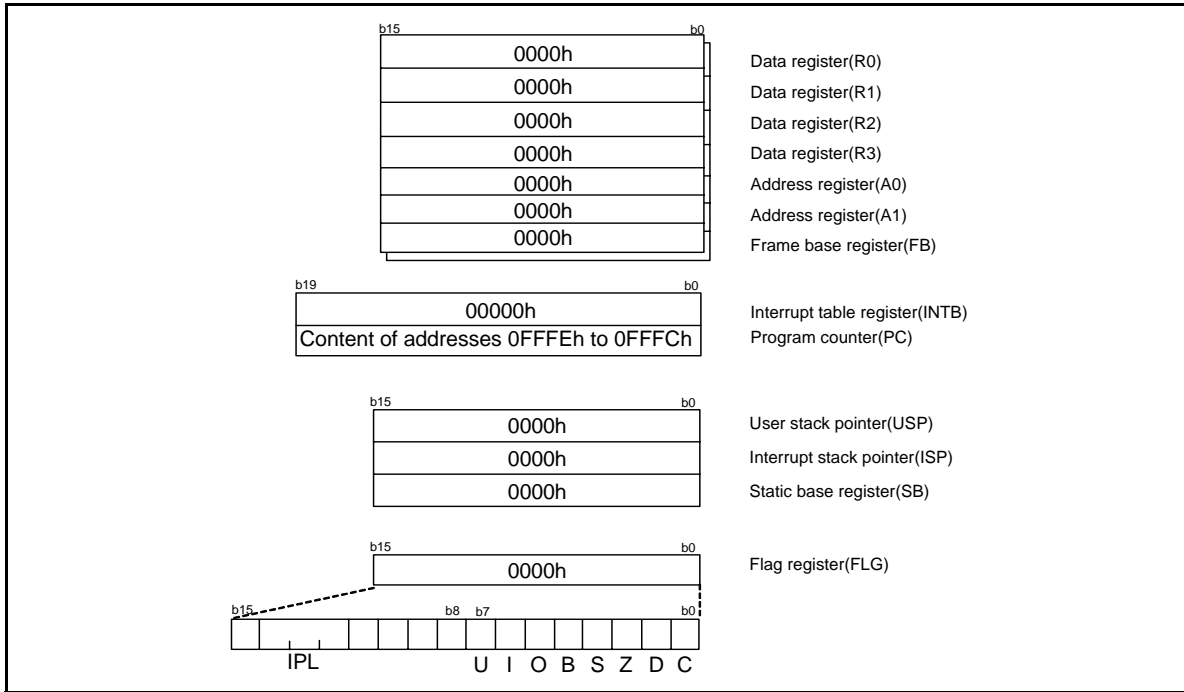 b15 b0
0000h Data register(R0)
0000h Data register(R1)
0000h Data register(R2)
0000h Data register(R3)
0000h Address register(A0)
0000h Address register(A1)
0000h Frame base register(FB)
b19 b0
00000h Interrupt table register(INTB)
Content of addresses 0FFFEh to 0FFFCh Program counter(PC)
b15 b0
0000h User stack pointer(USP)
0000h Interrupt stack pointer(ISP)
0000h Static base register(SB)
b15 b0
0000h Flag register(FLG)
b15 b8 b7 b0
IPL U I O B S Z D C